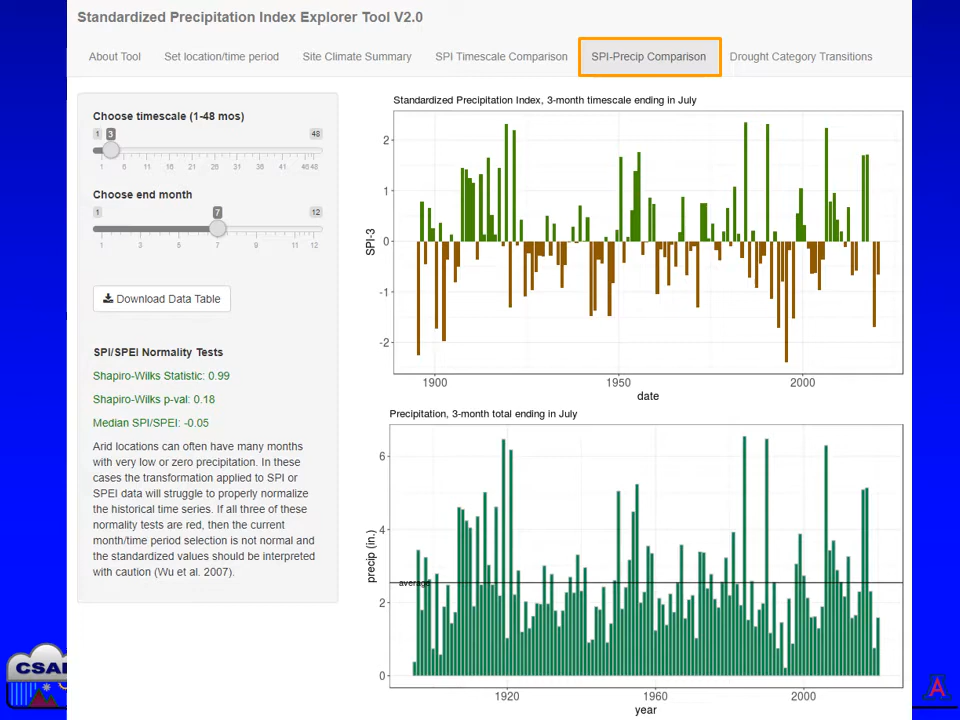 Standardized Precipitation Index Explorer Tool V2.0
About Tool Set location/time period Site Climate Summary SPI Timescale Comparison SPI-Precip Comparison Drought Category Transitions
Choose timescale (1-48 mos)
1 3 48
1 6 11 16 21 26 31 36 41 46 48
Choose end month
1 7 12
1 3 5 7 9 11 12
Download Data Table
SPI/SPEI Normality Tests
Shapiro-Wilks Statistic: 0.99
Shapiro-Wilks p-val: 0.18
Median SPI/SPEI: -0.05
Arid locations can often have many months
with very low or zero precipitation. In these
cases the transformation applied to SPI or
SPEI data will struggle to properly normalize
the historical time series. If all three of these
normality tests are red, then the current
month/time period selection is not normal and
the standardized values should be interpreted
with caution (Wu et al. 2007).
Standardized Precipitation Index, 3-month timescale ending in July
SPI-3
2
1
0
-1
-2
1900 1950 2000
date
Precipitation, 3-month total ending in July
precip (in.)
6
4
average
2
0
1920 1960 2000
year
CSA
A